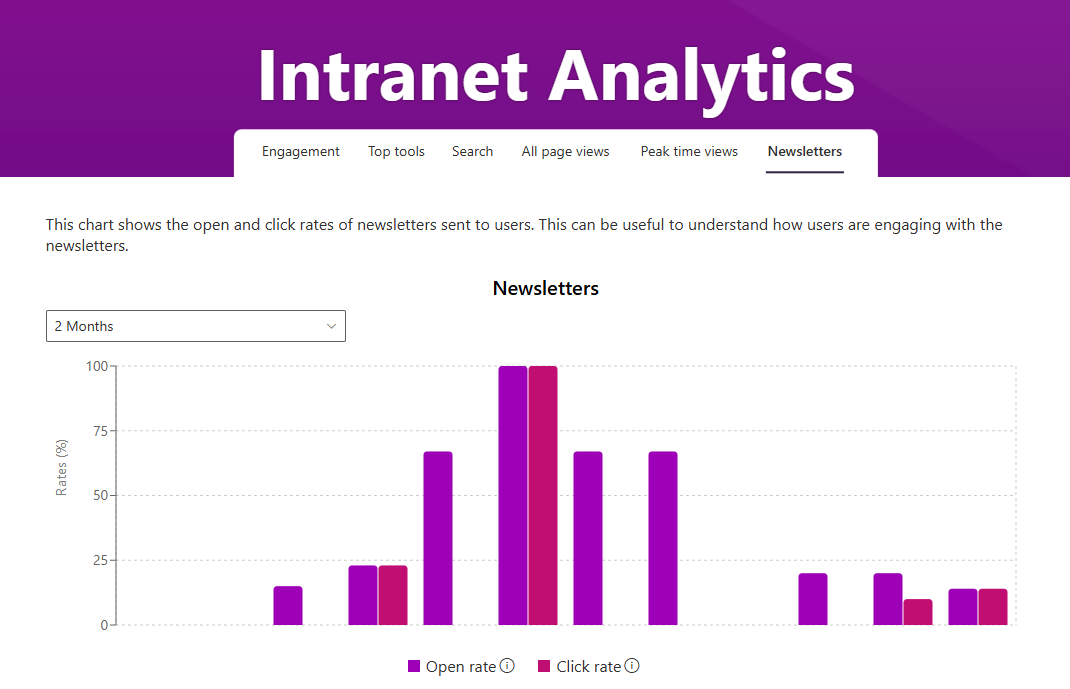 Intranet Analytics
Engagement Top tools Search All page views Peak time views Newsletters
This chart shows the open and click rates of newsletters sent to users. This can be useful to understand how users are engaging with the
newsletters.
Newsletters
2 Months
100
75
50
25
0
Rates (%)
Open rate Click rate